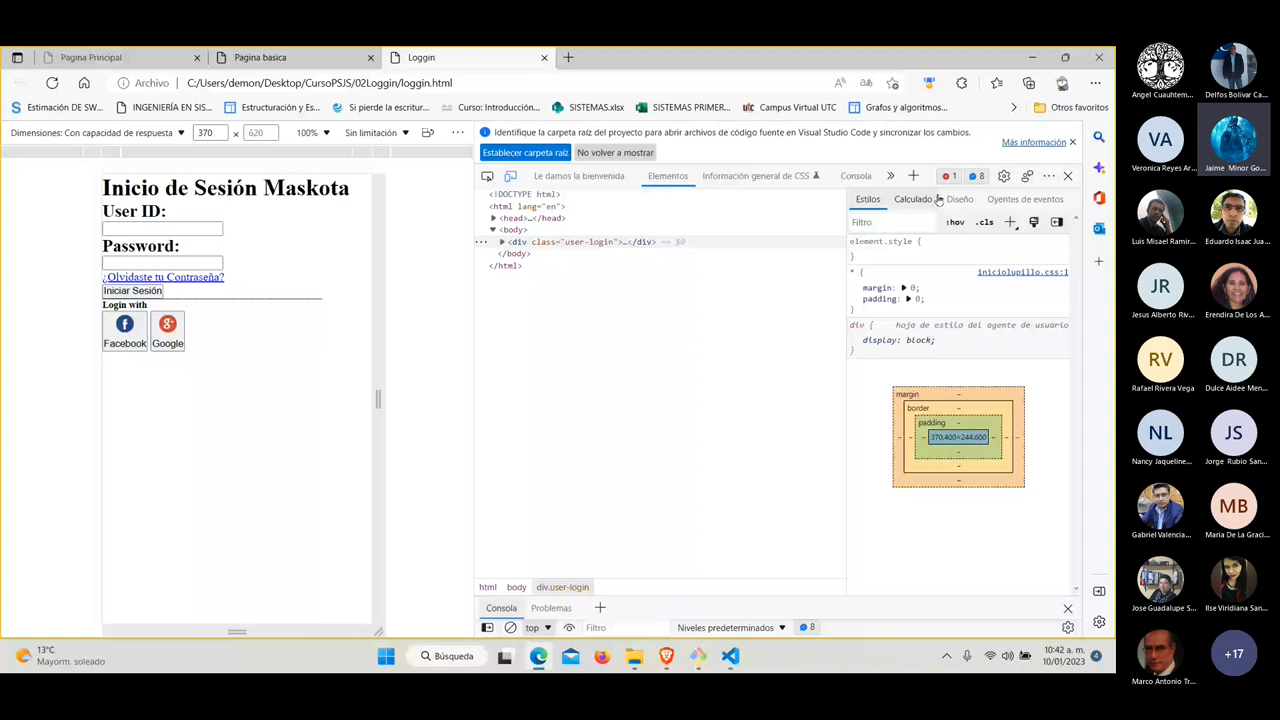 Pagina Principal
Pagina basica
Loggin
Archivo
C:/Users/demon/Desktop/CursoPSJS/02Loggin/loggin.html
Estimación DE SW...
INGENIERÍA EN SIS...
Estructuración y Es...
Si pierde la escritur...
Curso: Introducción...
SISTEMAS.xlsx
SISTEMAS PRIMER...
Campus Virtual UTC
Grafos y algoritmos...
Otros favoritos
Dimensiones: Con capacidad de respuesta
370 × 620
100%
Sin limitación
Inicio de Sesión Maskota
User ID:
Password:
¿Olvidaste tu Contraseña?
Iniciar Sesión
Login with
Facebook
Google
Identifique la carpeta raíz del proyecto para abrir archivos de código fuente en Visual Studio Code y sincronizar los cambios.
Más información
Establecer carpeta raíz
No volver a mostrar
Le damos la bienvenida
Elementos
Información general de CSS
Consola
1
8
<!DOCTYPE html>
<html lang="en">
<head>…</head>
<body>
<div class="user-login">…</div> == $0
</body>
</html>
Estilos
Calculado
Diseño
Oyentes de eventos
Filtro
:hov
.cls
element.style {
}
* {
iniciolupillo.css:1
margin: 0;
padding: 0;
}
div {
hoja de estilo del agente de usuario
display: block;
}
margin
border
padding
370.400×244.600
html
body
div.user-login
Consola
Problemas
top
Filtro
Niveles predeterminados
8
13°C
Mayorm. soleado
Búsqueda
10:42 a. m.
10/01/2023
4
Angel Cuauhtem...
Delfos Bolivar Ca...
VA
Veronica Reyes Ar...
Jaime Minor Go...
Luis Misael Ramir...
Eduardo Isaac Jua...
JR
Jesus Alberto Riv...
Erendira De Los A...
RV
Rafael Rivera Vega
DR
Dulce Aidee Men...
NL
Nancy Jaqueline...
JS
Jorge Rubio San...
Gabriel Valencia...
MB
Maria De La Graci...
Jose Guadalupe S...
Ilse Viridiana San...
Marco Antonio Tr...
+17